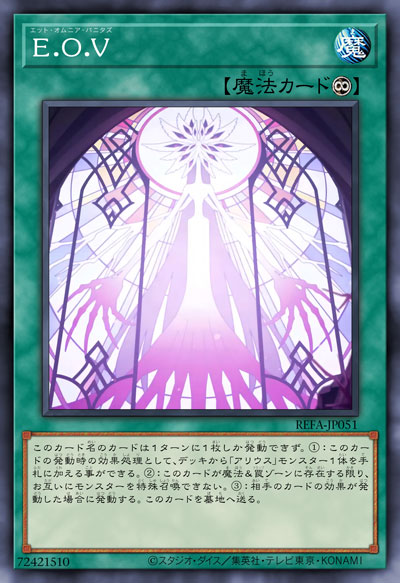 エット・オムニア・バニタズ
E.O.V
魔
【魔法カード∞】
ま ほう
REFA-JP051
このカード名のカードは1ターンに1枚しか発動できず。①:このカー
ドの発動時の効果処理として、デッキから「アリウス」モンスター1体を手
札に加える事ができる。②:このカードが魔法&罠ゾーンに存在する限り、
お互いにモンスターを特殊召喚できない。③:相手のカードの効果が発
動した場合に発動する。このカードを墓地へ送る。
72421510
©スタジオ・ダイス/集英社・テレビ東京・KONAMI